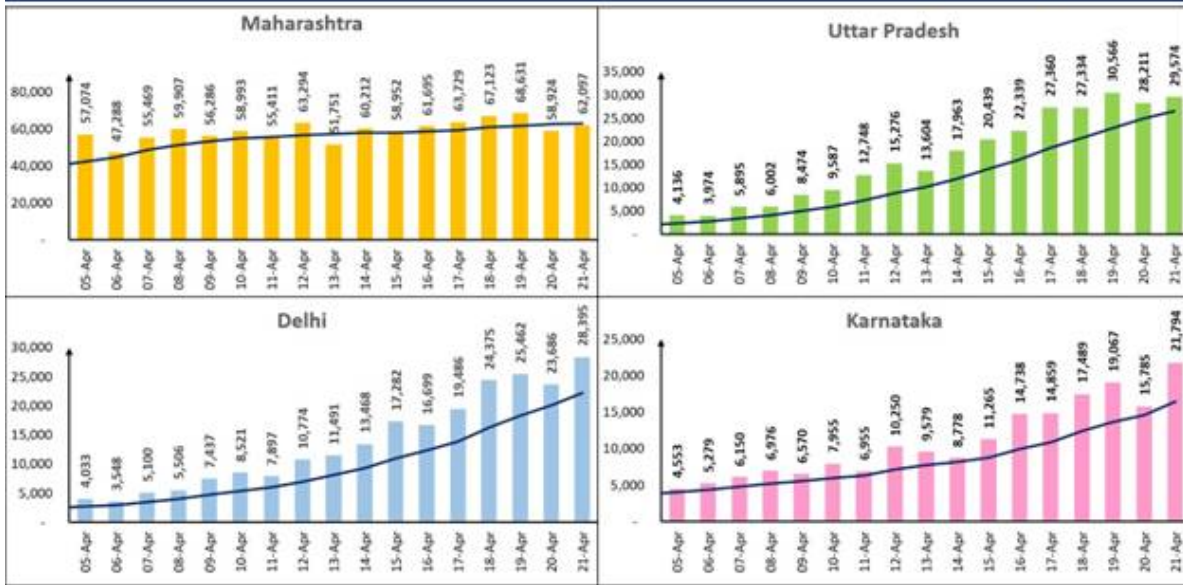 Maharashtra
80,000
60,000
40,000
20,000
-
57,074
47,288
55,469
59,907
56,286
58,993
55,411
63,294
51,751
60,212
58,952
61,695
63,729
67,123
68,631
58,924
62,097
05-Apr
06-Apr
07-Apr
08-Apr
09-Apr
10-Apr
11-Apr
12-Apr
13-Apr
14-Apr
15-Apr
16-Apr
17-Apr
18-Apr
19-Apr
20-Apr
21-Apr
Uttar Pradesh
35,000
30,000
25,000
20,000
15,000
10,000
5,000
-
4,136
3,974
5,895
6,002
8,474
9,587
12,748
15,276
13,604
17,963
20,439
22,339
27,360
27,334
30,566
28,211
29,574
05-Apr
06-Apr
07-Apr
08-Apr
09-Apr
10-Apr
11-Apr
12-Apr
13-Apr
14-Apr
15-Apr
16-Apr
17-Apr
18-Apr
19-Apr
20-Apr
21-Apr
Delhi
30,000
25,000
20,000
15,000
10,000
5,000
-
4,033
3,548
5,100
5,506
7,437
8,521
7,897
10,774
11,491
13,468
17,282
16,699
19,486
24,375
25,462
23,686
28,395
05-Apr
06-Apr
07-Apr
08-Apr
09-Apr
10-Apr
11-Apr
12-Apr
13-Apr
14-Apr
15-Apr
16-Apr
17-Apr
18-Apr
19-Apr
20-Apr
21-Apr
Karnataka
25,000
20,000
15,000
10,000
5,000
-
4,553
5,279
6,150
6,976
6,570
7,955
6,955
10,250
9,579
8,778
11,265
14,738
14,859
17,489
19,067
15,785
21,794
05-Apr
06-Apr
07-Apr
08-Apr
09-Apr
10-Apr
11-Apr
12-Apr
13-Apr
14-Apr
15-Apr
16-Apr
17-Apr
18-Apr
19-Apr
20-Apr
21-Apr